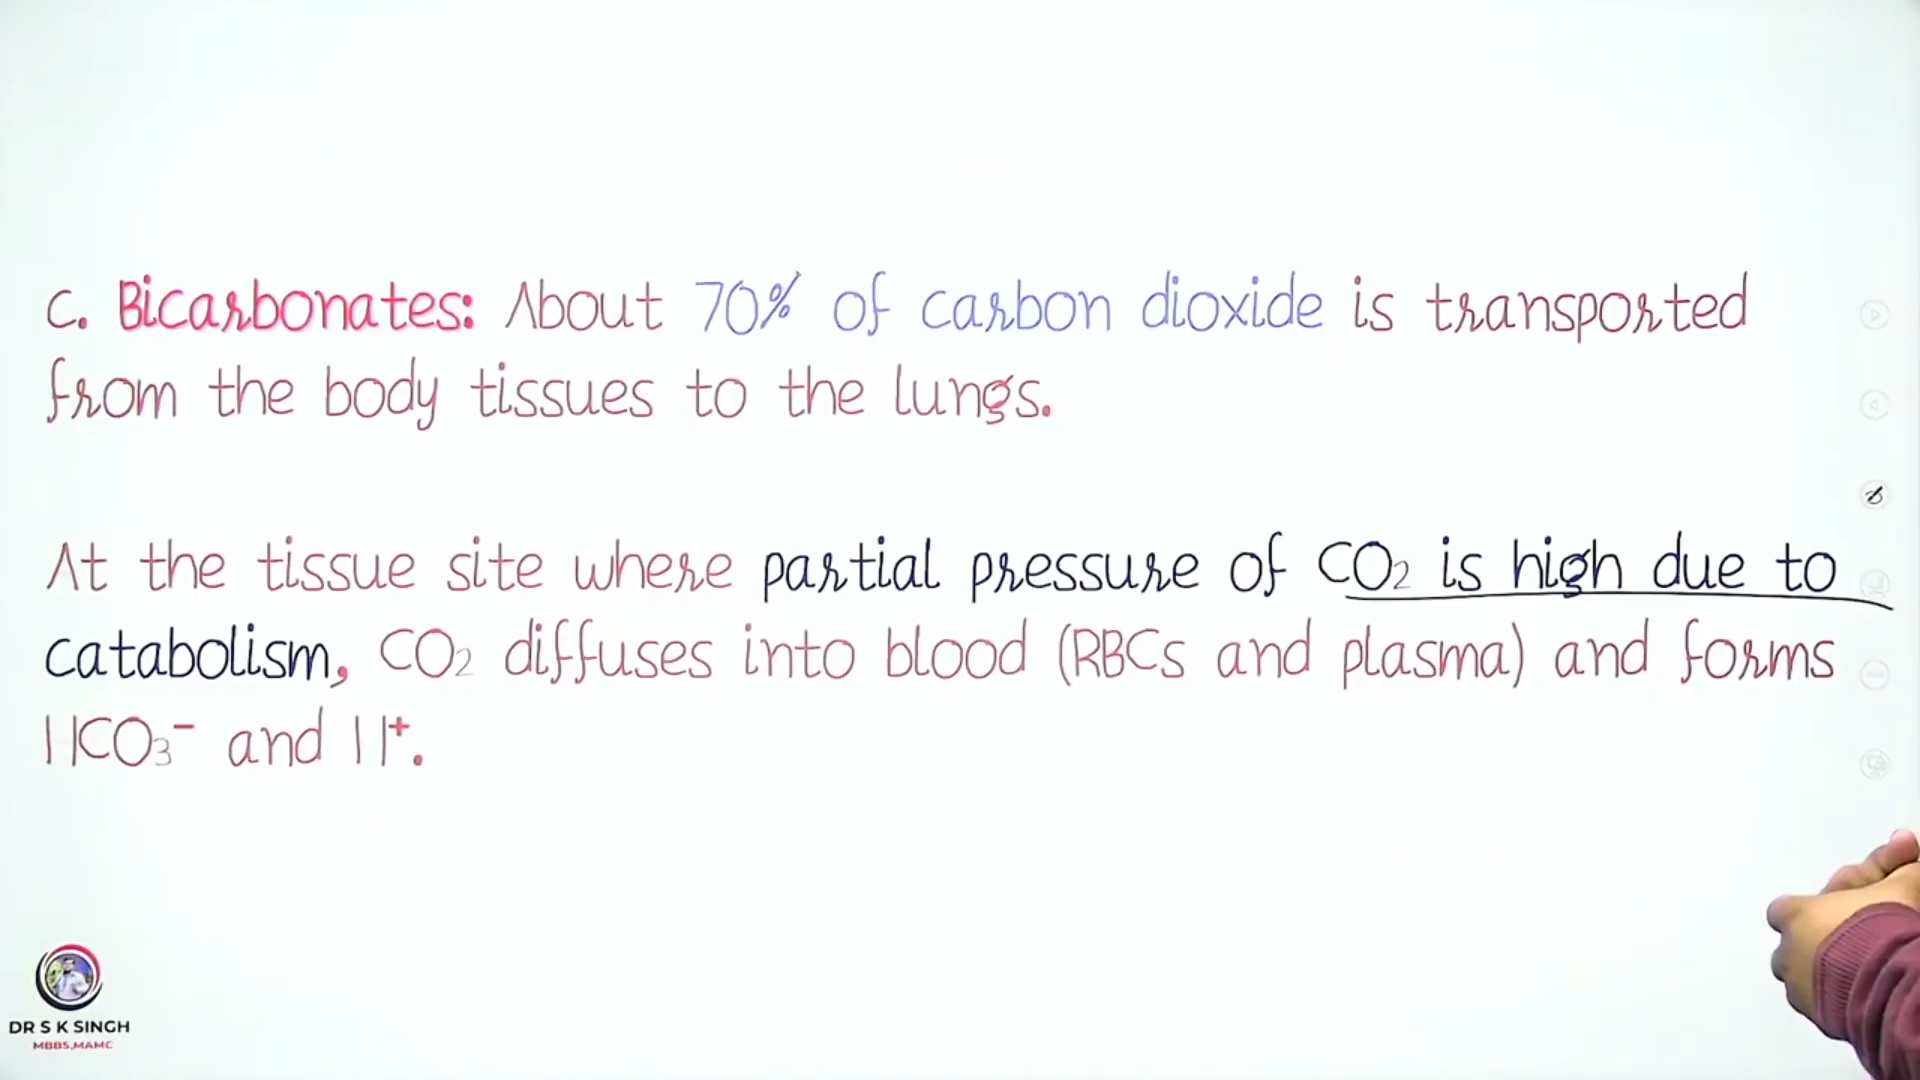 c. Bicarbonates: About 70% of carbon dioxide is transported
from the body tissues to the lungs.
At the tissue site where partial pressure of CO₂ is high due to
catabolism, CO₂ diffuses into blood (RBCs and plasma) and forms
HCO₃⁻ and H⁺.
DR S K SINGH
MBBS,MAMC